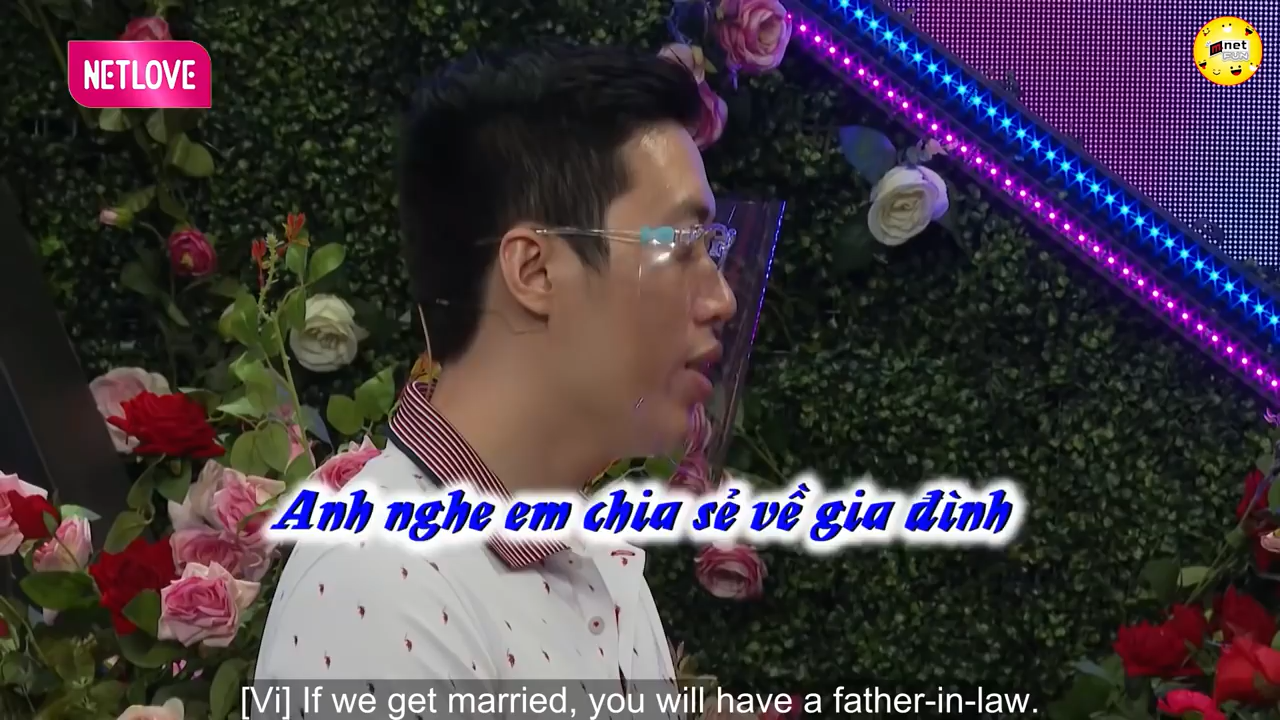 NETLOVE
mnet
FUN
Anh nghe em chia sẻ về gia đình
[Vi] If we get married, you will have a father-in-law.